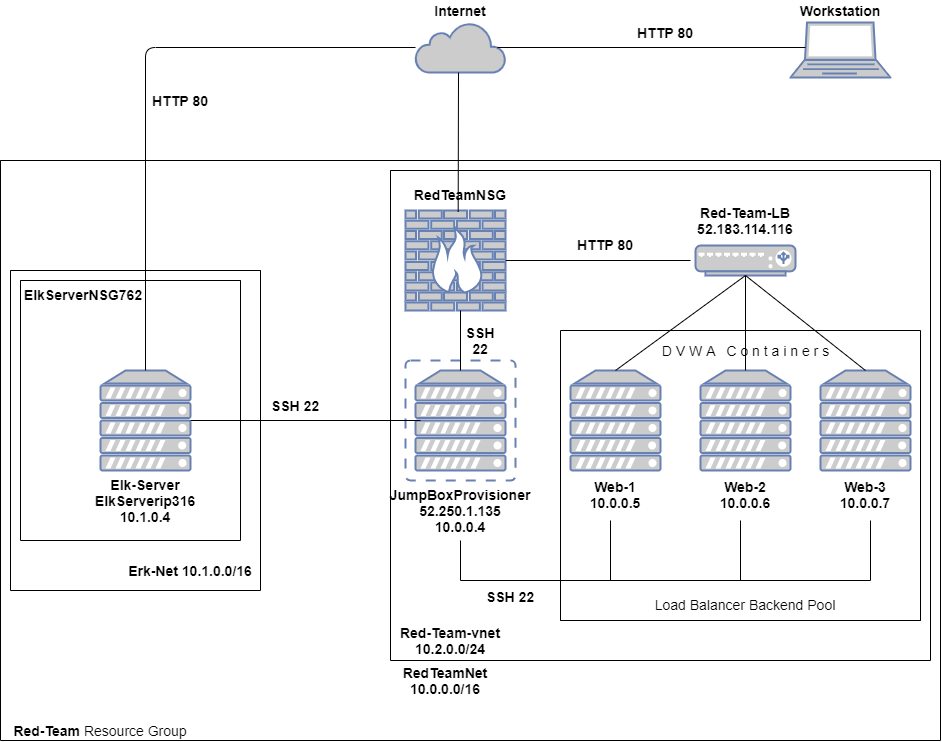 Internet
Workstation
HTTP 80
HTTP 80
RedTeamNSG
Red-Team-LB
52.183.114.116
HTTP 80
ElkServerNSG762
SSH
22
DVWA Containers
SSH 22
Elk-Server
ElkServerip316
10.1.0.4
JumpBoxProvisioner
52.250.1.135
10.0.0.4
Web-1
10.0.0.5
Web-2
10.0.0.6
Web-3
10.0.0.7
Erk-Net 10.1.0.0/16
SSH 22
Load Balancer Backend Pool
Red-Team-vnet
10.2.0.0/24
RedTeamNet
10.0.0.0/16
Red-Team Resource Group